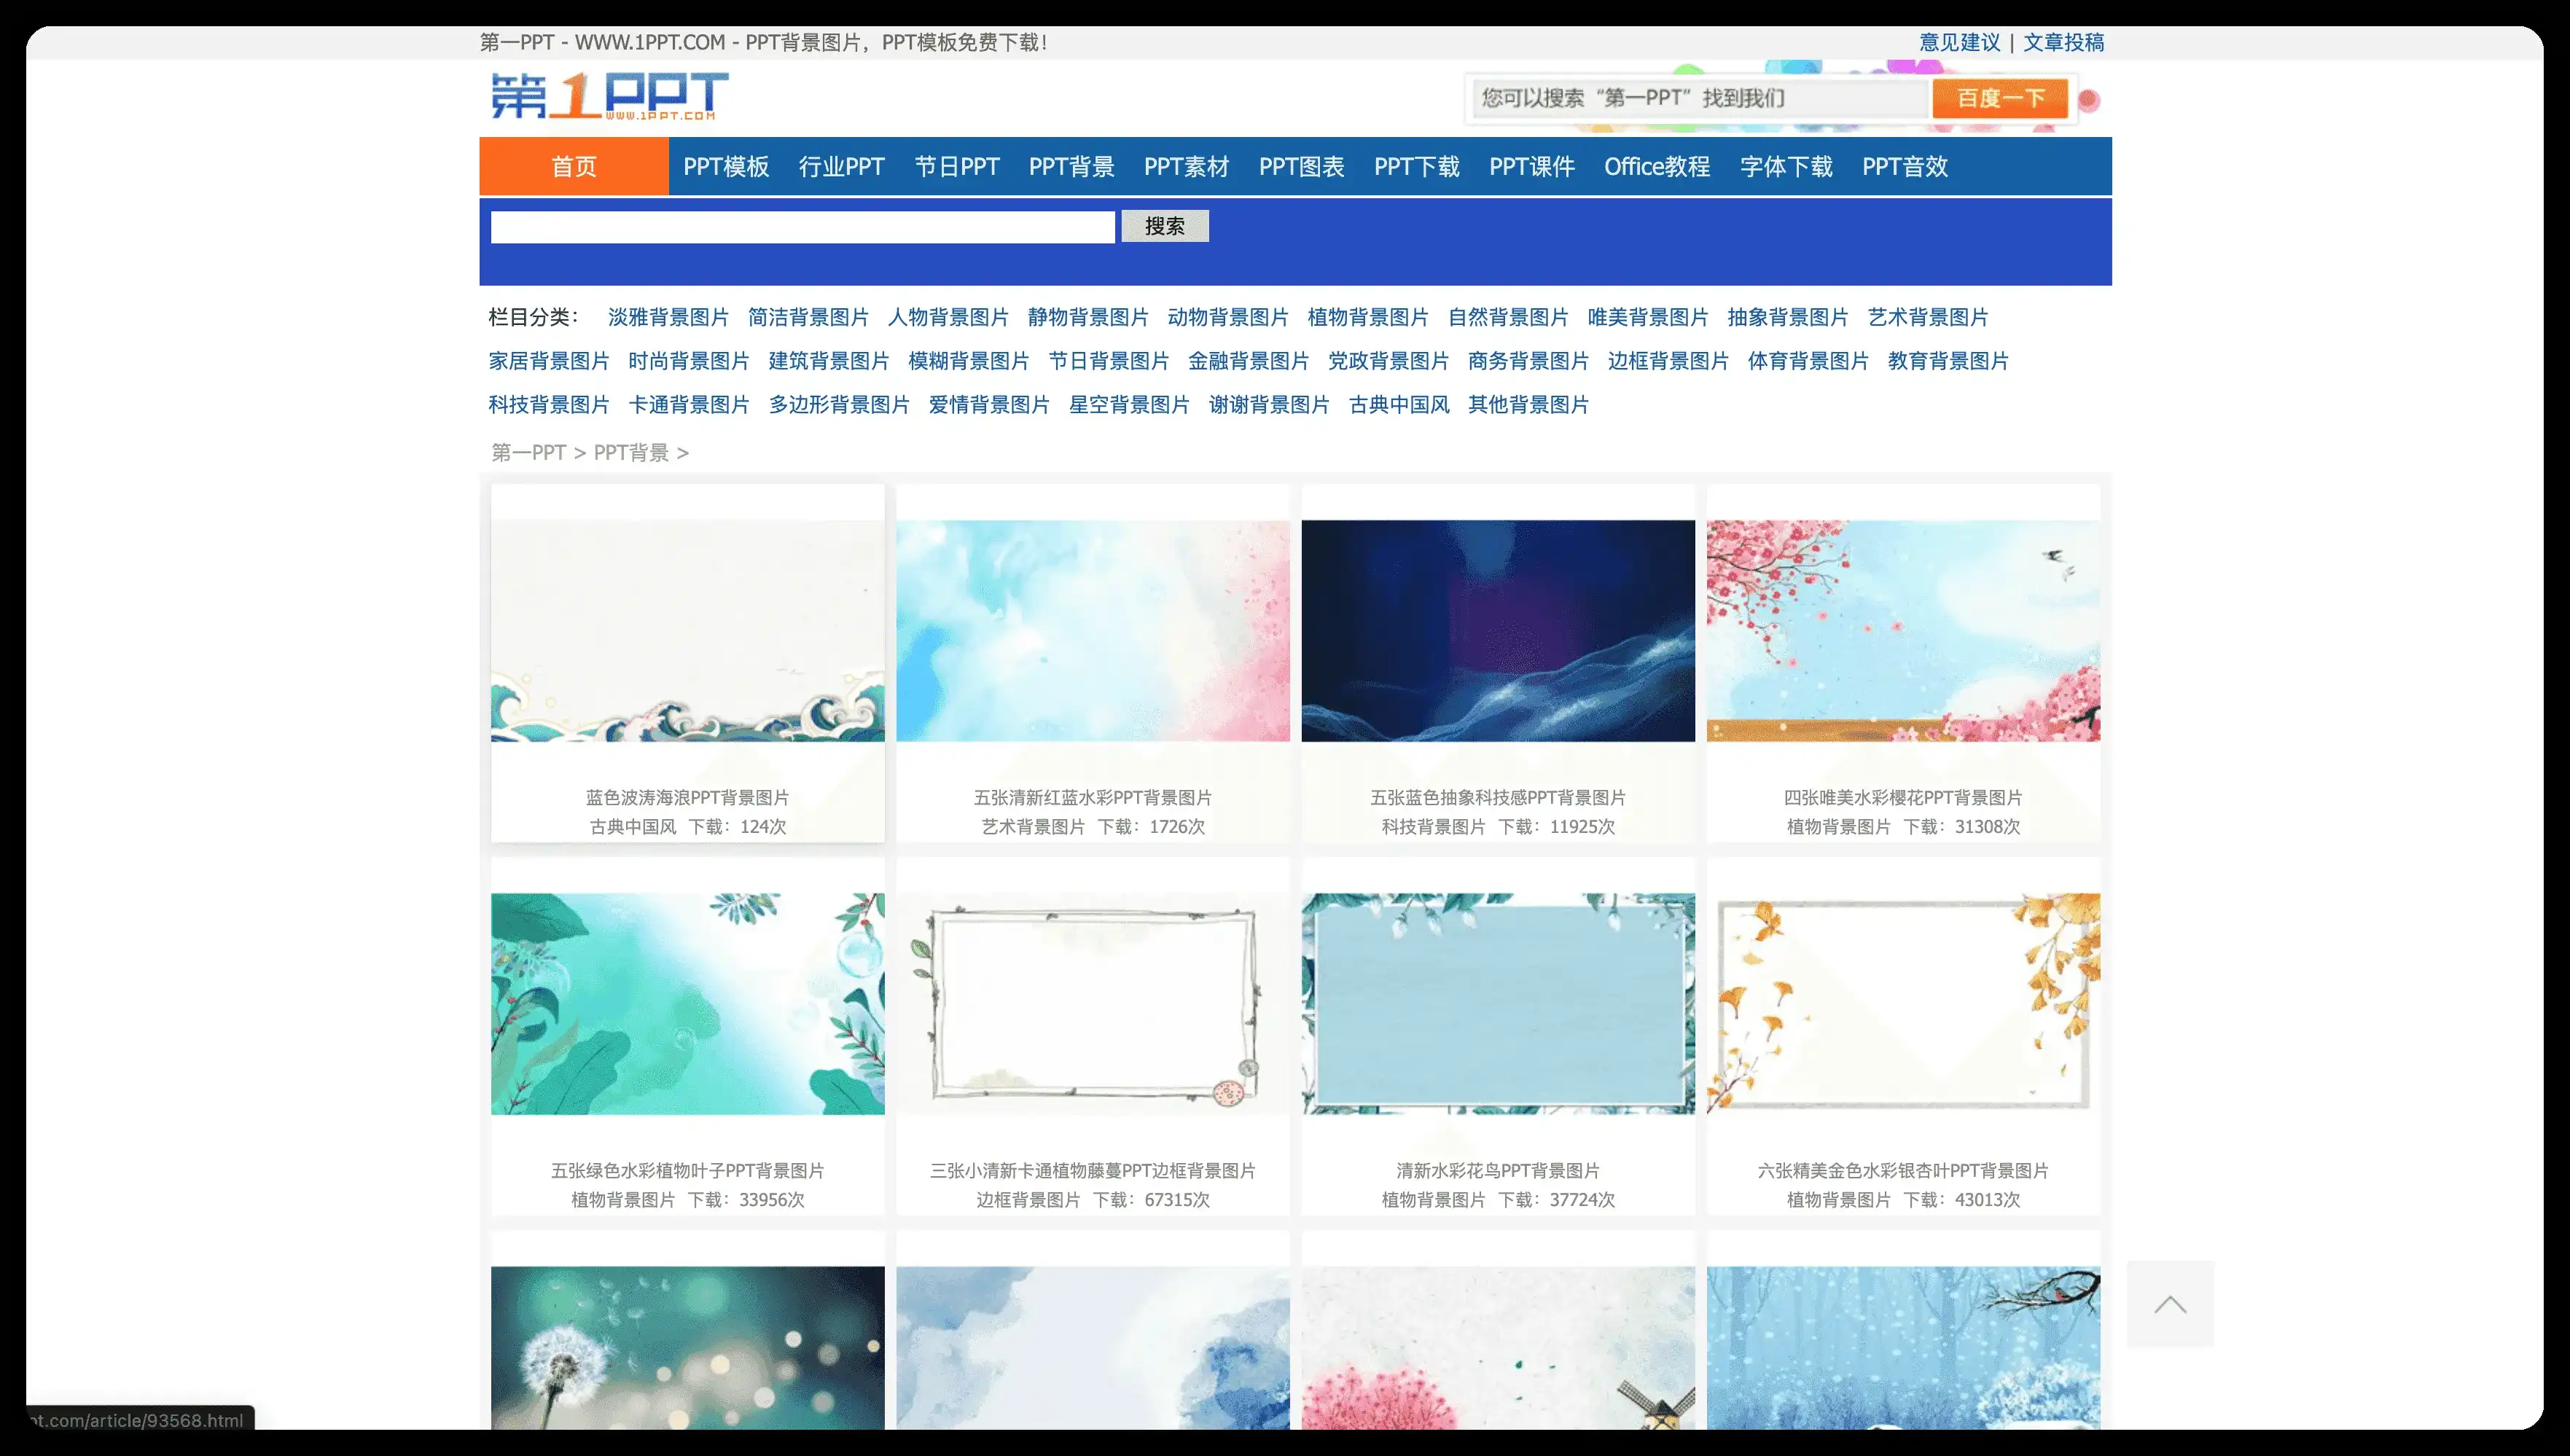 第一PPT - WWW.1PPT.COM - PPT背景图片，PPT模板免费下载！
意见建议 | 文章投稿
第1PPT
WWW.1PPT.COM
您可以搜索“第一PPT”找到我们
百度一下
首页 PPT模板 行业PPT 节日PPT PPT背景 PPT素材 PPT图表 PPT下载 PPT课件 Office教程 字体下载 PPT音效
搜索
栏目分类： 淡雅背景图片 简洁背景图片 人物背景图片 静物背景图片 动物背景图片 植物背景图片 自然背景图片 唯美背景图片 抽象背景图片 艺术背景图片
家居背景图片 时尚背景图片 建筑背景图片 模糊背景图片 节日背景图片 金融背景图片 党政背景图片 商务背景图片 边框背景图片 体育背景图片 教育背景图片
科技背景图片 卡通背景图片 多边形背景图片 爱情背景图片 星空背景图片 谢谢背景图片 古典中国风 其他背景图片
第一PPT > PPT背景 >
蓝色波涛海浪PPT背景图片
古典中国风 下载：124次
五张清新红蓝水彩PPT背景图片
艺术背景图片 下载：1726次
五张蓝色抽象科技感PPT背景图片
科技背景图片 下载：11925次
四张唯美水彩樱花PPT背景图片
植物背景图片 下载：31308次
五张绿色水彩植物叶子PPT背景图片
植物背景图片 下载：33956次
三张小清新卡通植物藤蔓PPT边框背景图片
边框背景图片 下载：67315次
清新水彩花鸟PPT背景图片
植物背景图片 下载：37724次
六张精美金色水彩银杏叶PPT背景图片
植物背景图片 下载：43013次
pt.com/article/93568.html